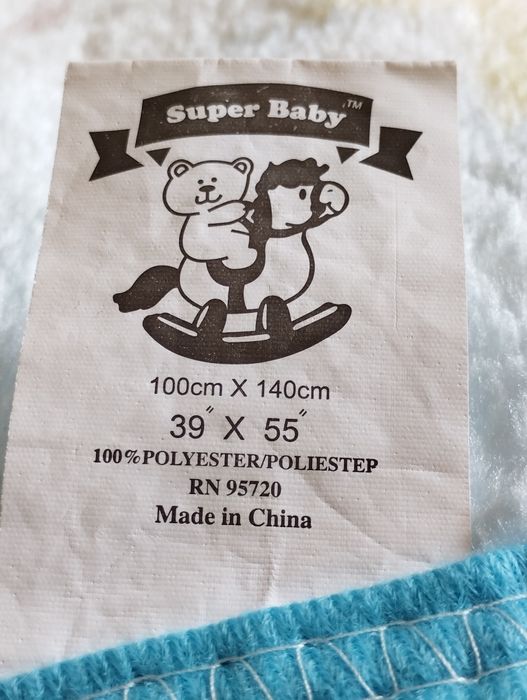 Super Baby™
100cm X 140cm
39" X 55"
100%POLYESTER/POLIESTEP
RN 95720
Made in China